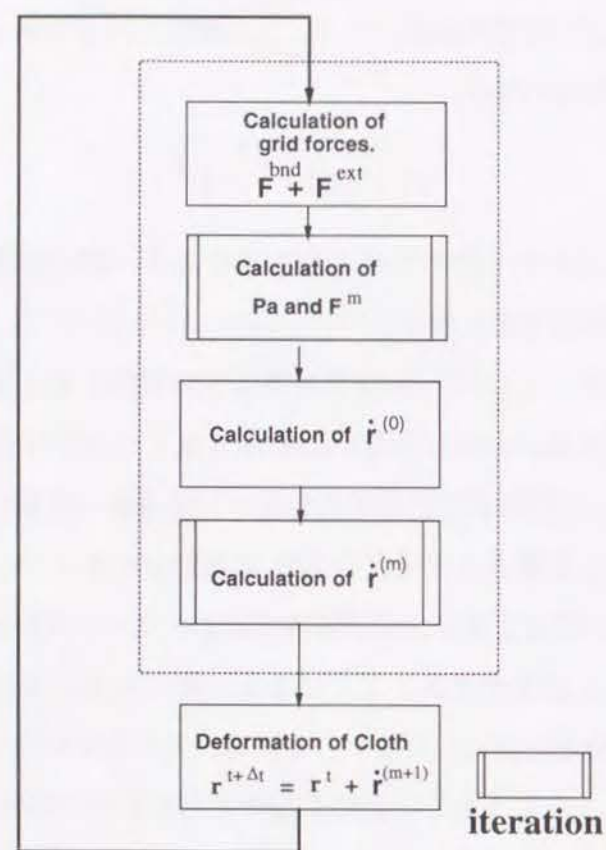 Calculation of
grid forces.
F^bnd + F^ext
Calculation of
Pa and F^m
Calculation of ṙ^(0)
Calculation of ṙ^(m)
Deformation of Cloth
r^t+Δt = r^t + ṙ^(m+1)
iteration